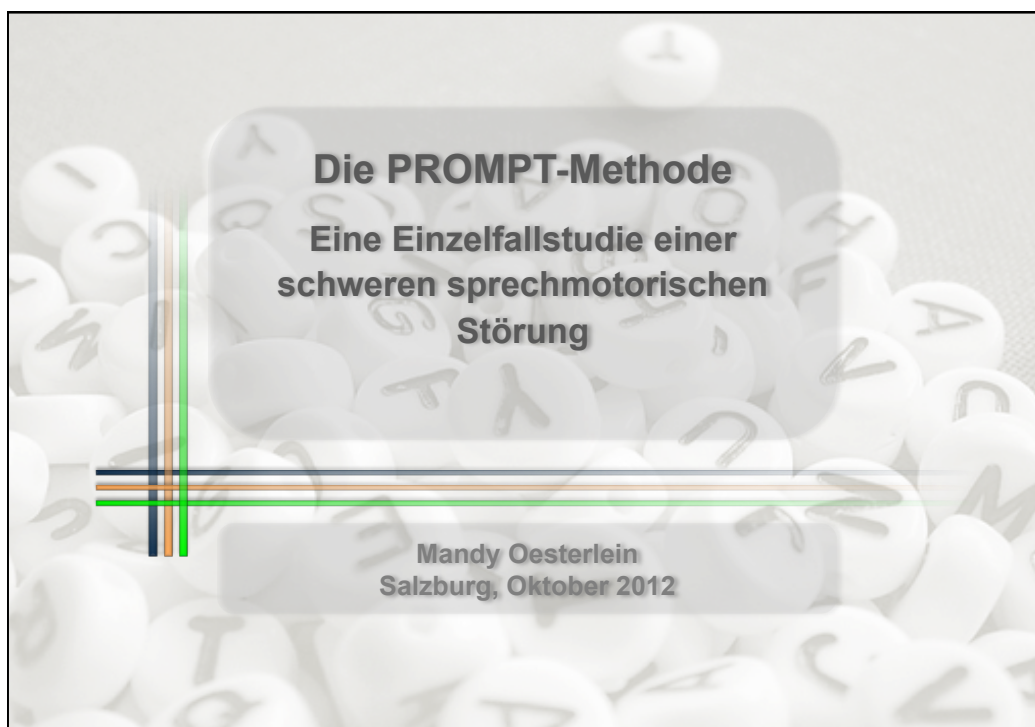 Die PROMPT-Methode
Eine Einzelfallstudie einer
schweren sprechmotorischen
Störung
Mandy Oesterlein
Salzburg, Oktober 2012